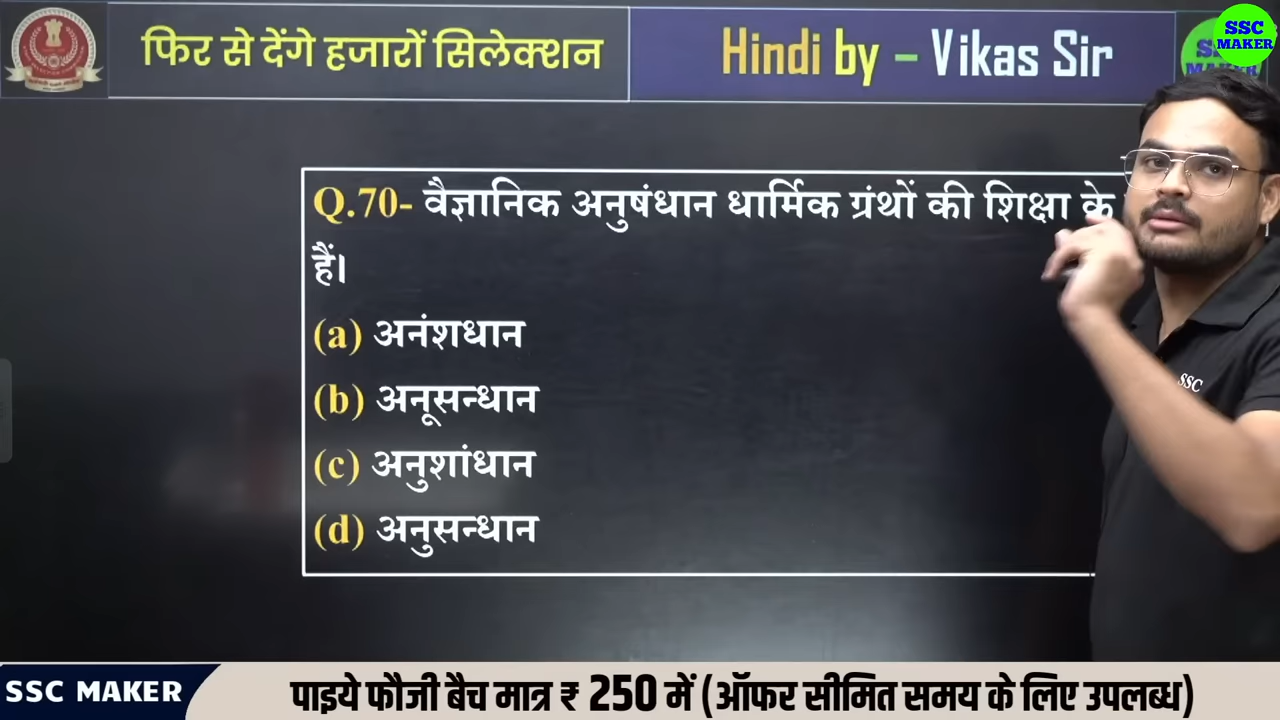 फिर से देंगे हजारों सिलेक्शन
Hindi by – Vikas Sir
SSC
MAKER
Q.70- वैज्ञानिक अनुषंधान धार्मिक ग्रंथों की शिक्षा के
हैं।
(a) अनंशधान
(b) अनूसन्धान
(c) अनुशांधान
(d) अनुसन्धान
SSC
SSC MAKER
पाइये फौजी बैच मात्र ₹ 250 में (ऑफर सीमित समय के लिए उपलब्ध)